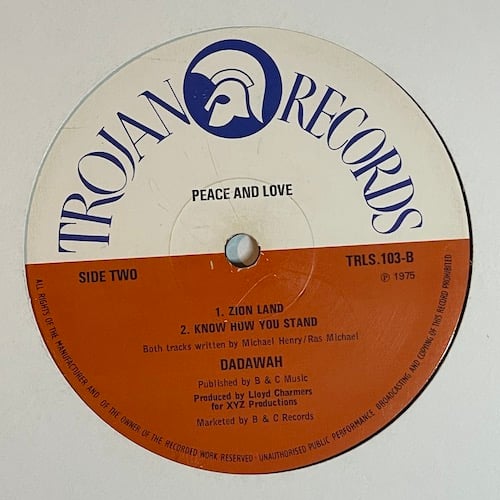 TROJAN RECORDS
PEACE AND LOVE
SIDE TWO
TRLS.103-B
℗ 1975
1. ZION LAND
2. KNOW HUW YOU STAND
Both tracks written by Michael Henry/Ras Michael
DADAWAH
Published by B & C Music
Produced by Lloyd Charmers
for XYZ Productions
Marketed by B & C Records
ALL RIGHTS OF THE MANUFACTURER AND OF THE OWNER OF THE RECORDED WORK RESERVED - UNAUTHORISED PUBLIC PERFORMANCE, BROADCASTING AND COPYING OF THIS RECORD PROHIBITED